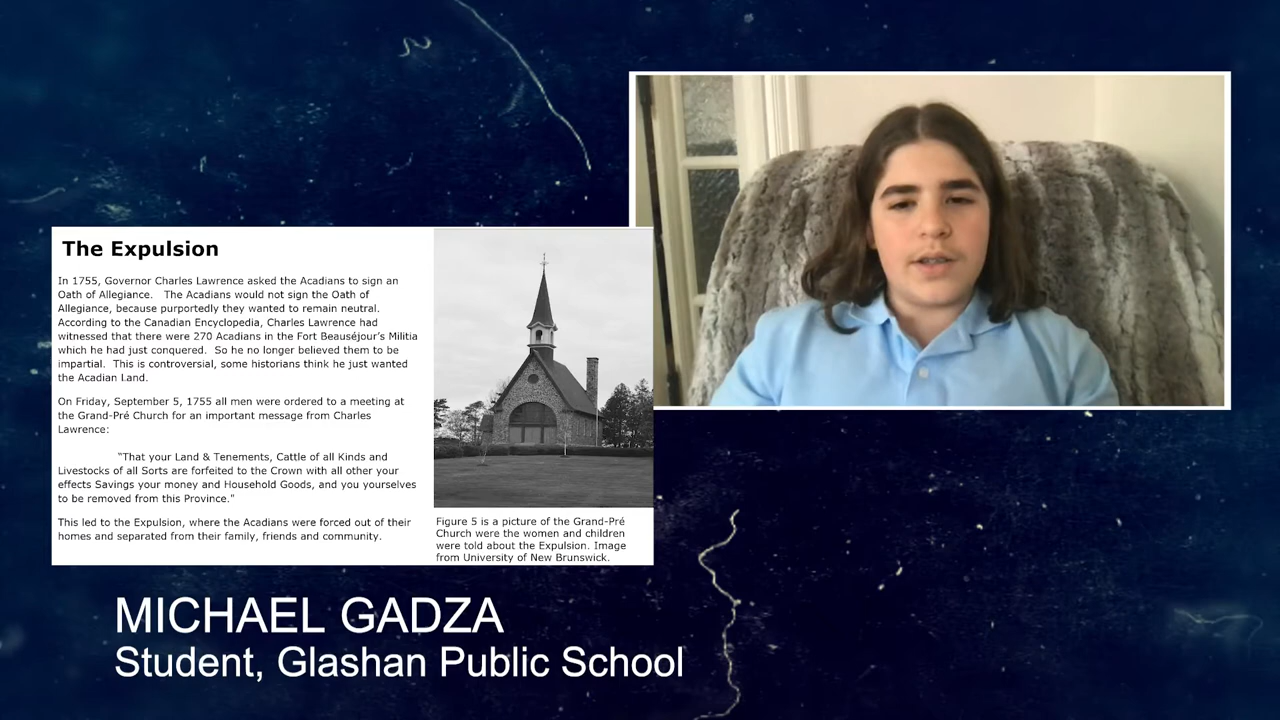 The Expulsion
In 1755, Governor Charles Lawrence asked the Acadians to sign an
Oath of Allegiance. The Acadians would not sign the Oath of
Allegiance, because purportedly they wanted to remain neutral.
According to the Canadian Encyclopedia, Charles Lawrence had
witnessed that there were 270 Acadians in the Fort Beauséjour's Militia
which he had just conquered. So he no longer believed them to be
impartial. This is controversial, some historians think he just wanted
the Acadian Land.
On Friday, September 5, 1755 all men were ordered to a meeting at
the Grand-Pré Church for an important message from Charles
Lawrence:
"That your Land & Tenements, Cattle of all Kinds and
Livestocks of all Sorts are forfeited to the Crown with all other your
effects Savings your money and Household Goods, and you yourselves
to be removed from this Province."
This led to the Expulsion, where the Acadians were forced out of their
homes and separated from their family, friends and community.
Figure 5 is a picture of the Grand-Pré
Church were the women and children
were told about the Expulsion. Image
from University of New Brunswick.
MICHAEL GADZA
Student, Glashan Public School